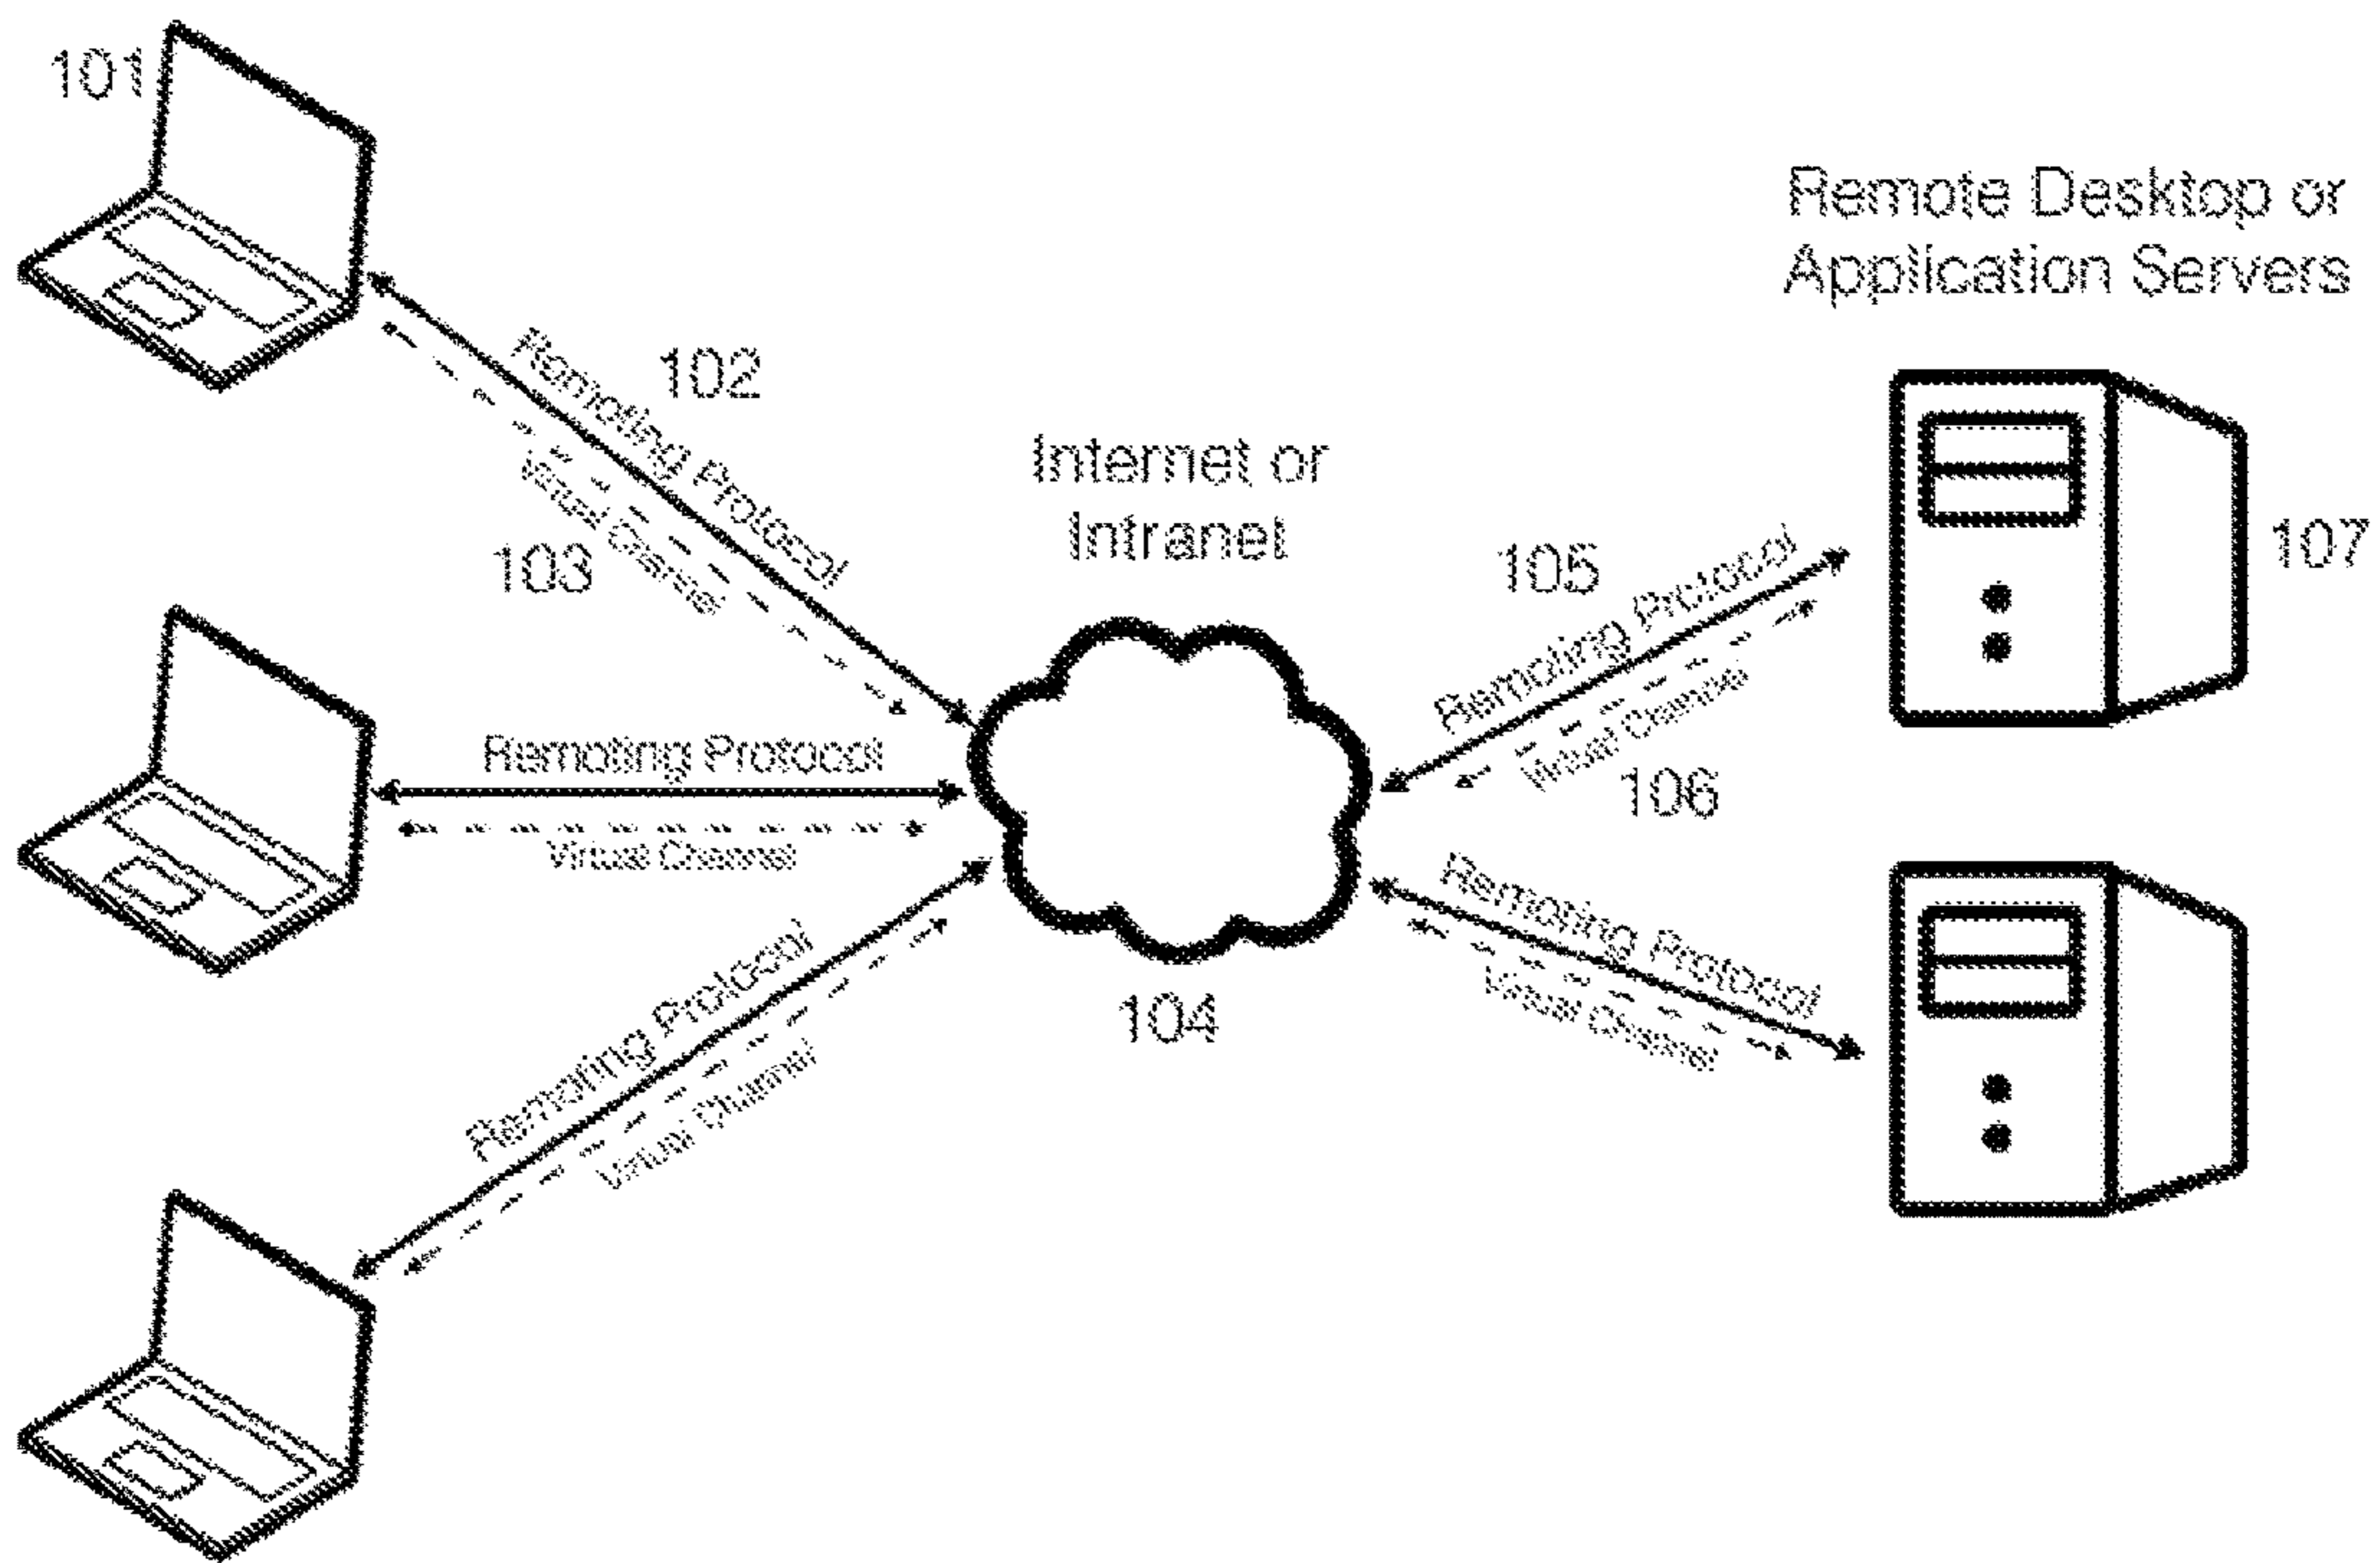 101
Remote Desktop or
Application Servers
102
Remoting Protocol
Virtual Channel
103
Internet or
Intranet
105
Remoting Protocol
Virtual Channel
106
107
Remoting Protocol
Virtual Channel
104
Remoting Protocol
Virtual Channel
Remoting Protocol
Virtual Channel